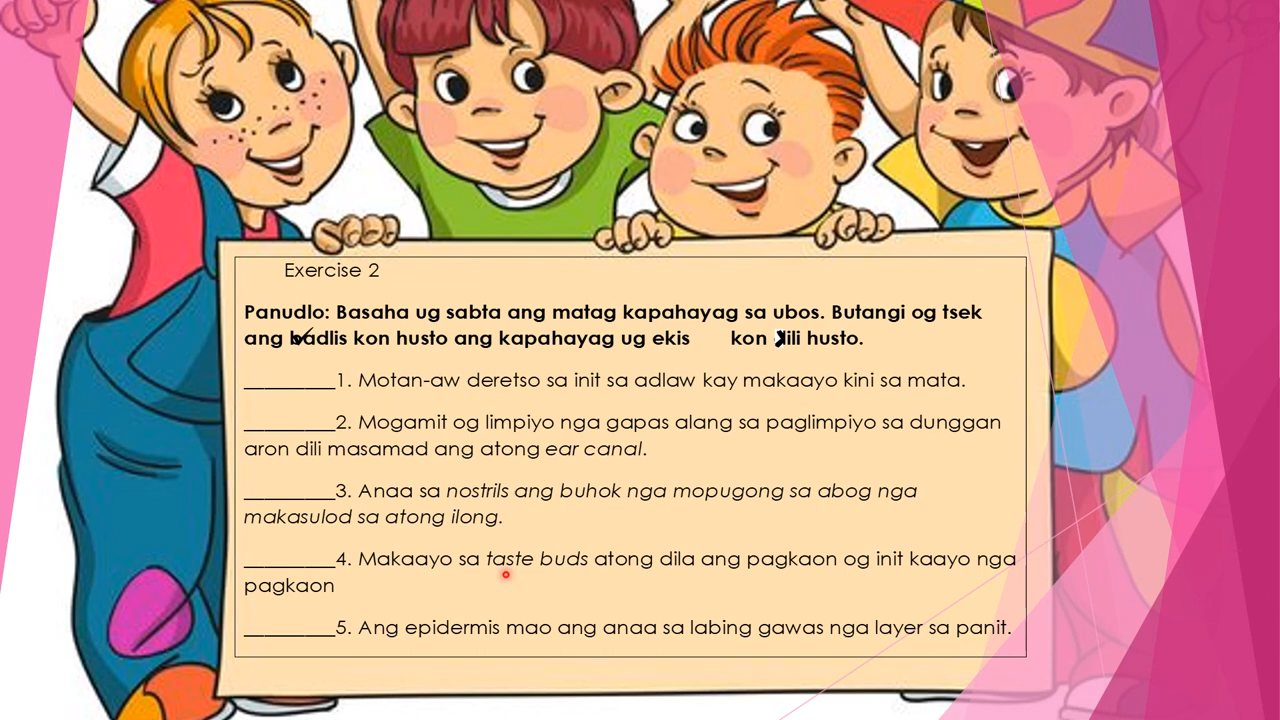 Exercise 2
Panudlo: Basaha ug sabta ang matag kapahayag sa ubos. Butangi og tsek
ang badlis kon husto ang kapahayag ug ekis kon dili husto.
_________1. Motan-aw deretso sa init sa adlaw kay makaayo kini sa mata.
_________2. Mogamit og limpiyo nga gapas alang sa paglimpiyo sa dunggan
aron dili masamad ang atong ear canal.
_________3. Anaa sa nostrils ang buhok nga mopugong sa abog nga
makasulod sa atong ilong.
_________4. Makaayo sa taste buds atong dila ang pagkaon og init kaayo nga
pagkaon
_________5. Ang epidermis mao ang anaa sa labing gawas nga layer sa panit.